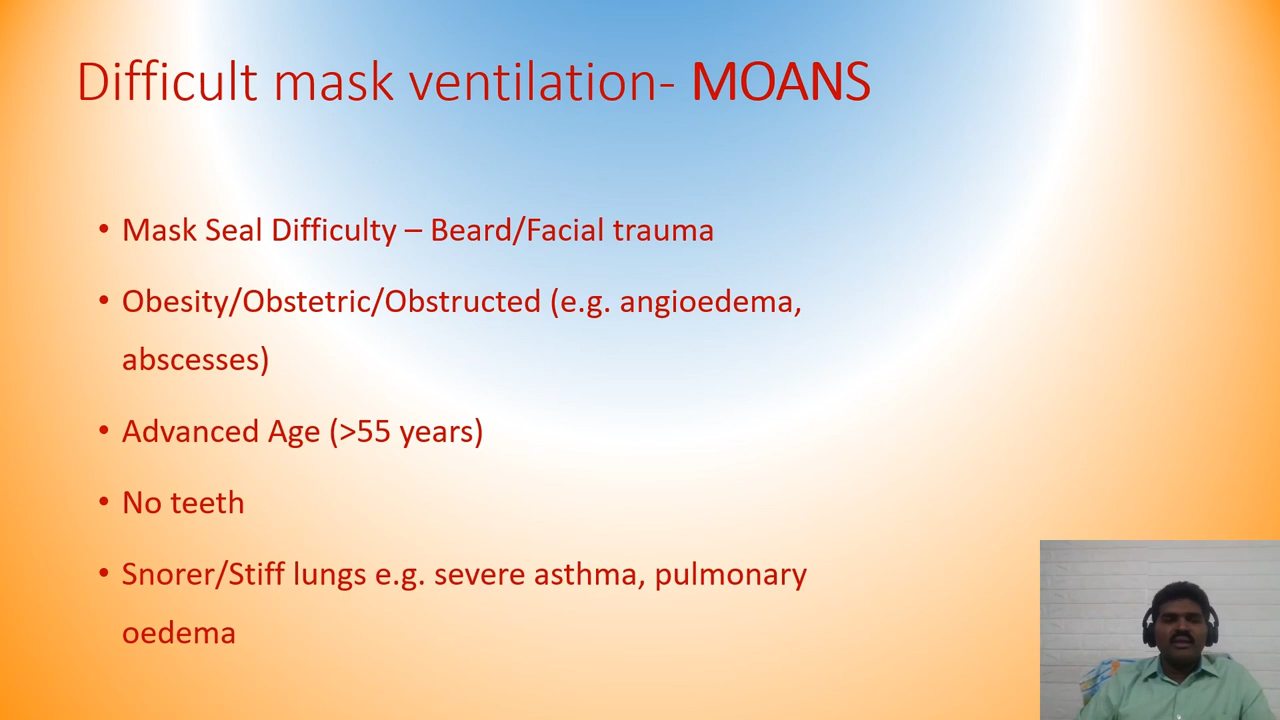 Difficult mask ventilation- MOANS
• Mask Seal Difficulty – Beard/Facial trauma
• Obesity/Obstetric/Obstructed (e.g. angioedema,
abscesses)
• Advanced Age (>55 years)
• No teeth
• Snorer/Stiff lungs e.g. severe asthma, pulmonary
oedema